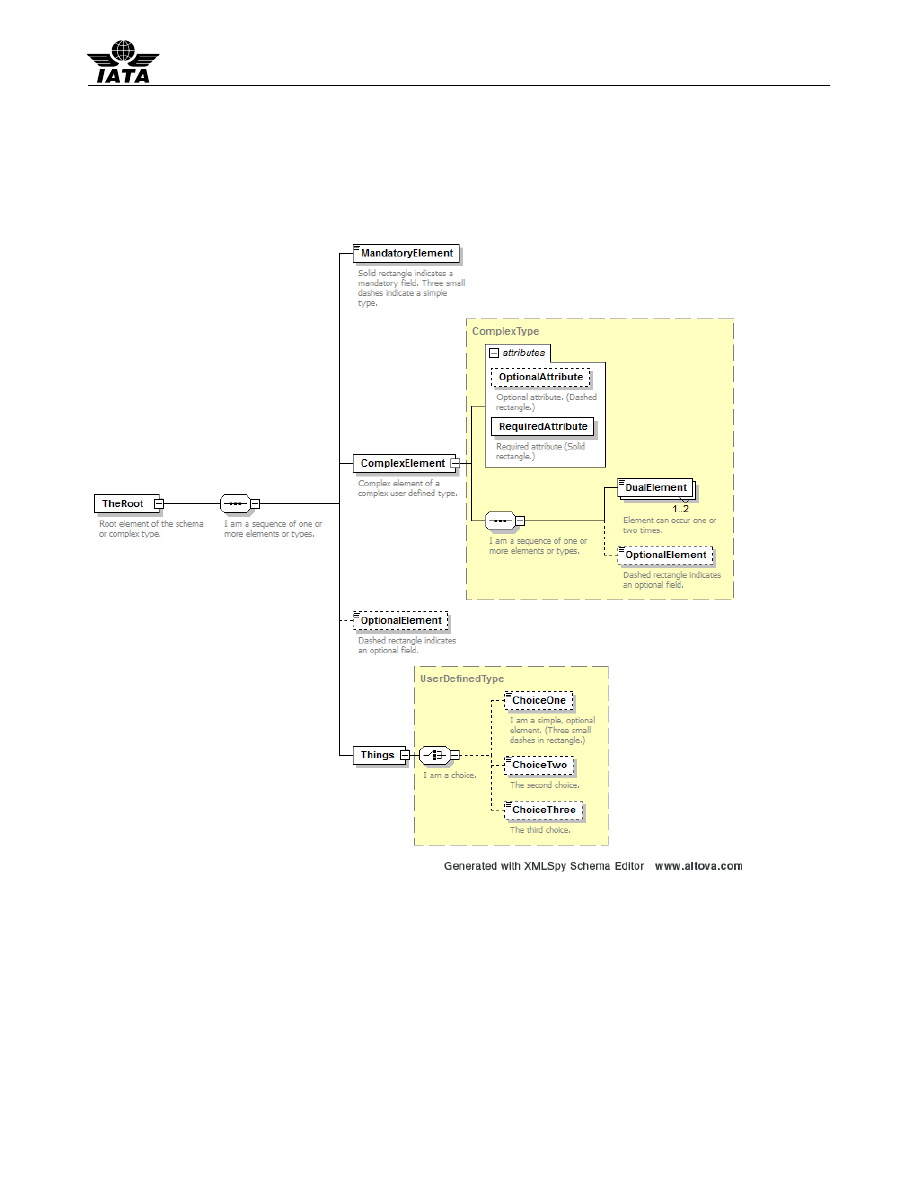 IATA
MandatoryElement
Solid rectangle indicates a
mandatory field. Three small
dashes indicate a simple
type.
ComplexType
attributes
OptionalAttribute
Optional attribute. (Dashed
rectangle.)
RequiredAttribute
Required attribute (Solid
rectangle.)
ComplexElement
Complex element of a
complex user defined type.
DualElement
1..2
Element can occur one or
two times.
TheRoot
Root element of the schema
or complex type.
I am a sequence of one or
more elements or types.
I am a sequence of one or
more elements or types.
OptionalElement
Dashed rectangle indicates
an optional field.
OptionalElement
Dashed rectangle indicates
an optional field.
UserDefinedType
ChoiceOne
I am a simple, optional
element. (Three small
dashes in rectangle.)
Things
I am a choice.
ChoiceTwo
The second choice.
ChoiceThree
The third choice.
Generated with XMLSpy Schema Editor www.altova.com